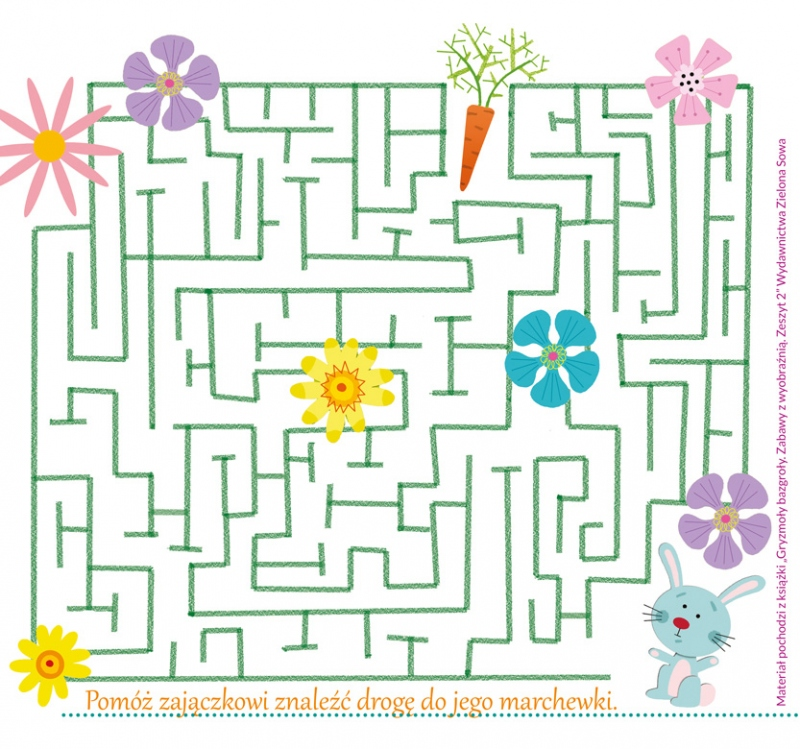 Materiał pochodzi z książki „Gryzmoły bazgroły. Zabawy z wyobraźnią. Zeszyt 2” Wydawnictwa Zielona Sowa
Pomóż zajączkowi znaleźć drogę do jego marchewki.